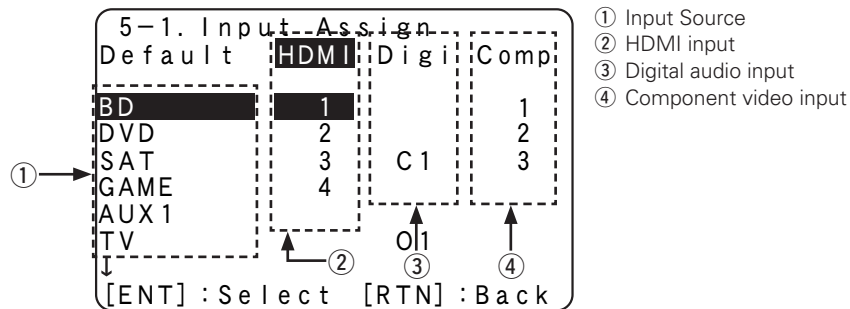 5-1. Input Assign
Default HDMI Digi Comp
BD 1 1
DVD 2 2
SAT 3 C1 3
GAME 4
AUX1
TV O1
↓
[ENT]:Select [RTN]:Back
①
②
③
④
① Input Source
② HDMI input
③ Digital audio input
④ Component video input